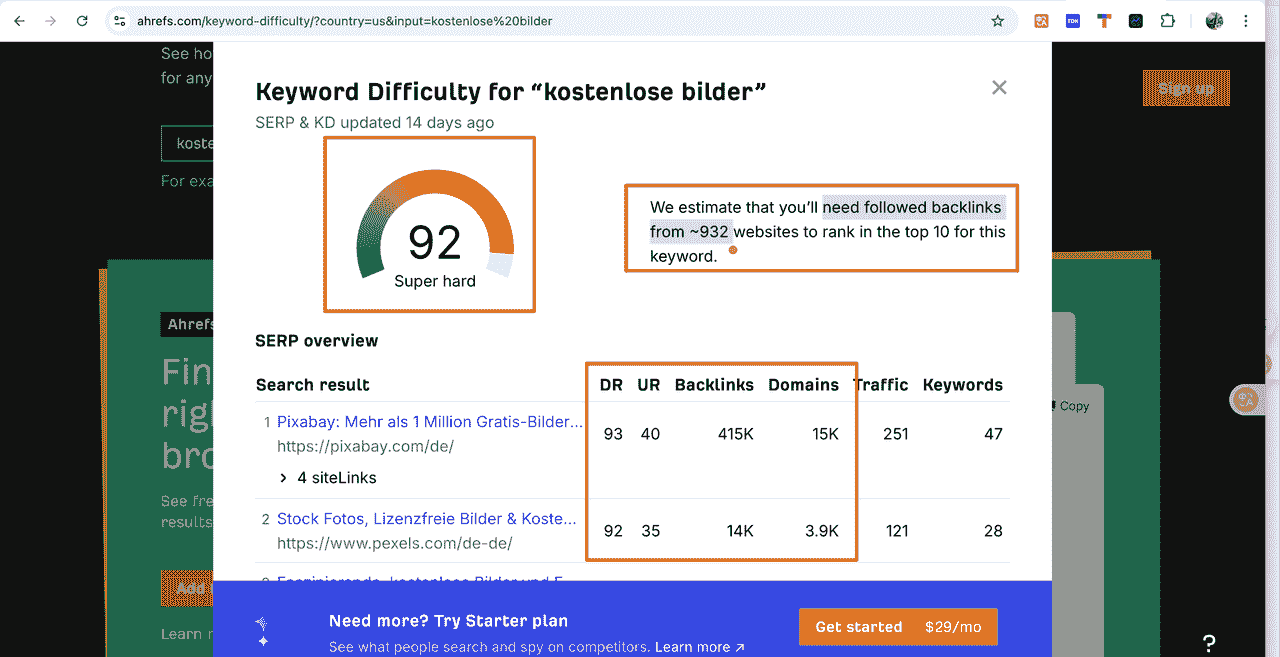 ahrefs.com/keyword-difficulty/?country=us&input=kostenlose%20bilder
See ho
for any
Sign up
koste
For exa
Keyword Difficulty for “kostenlose bilder”
SERP & KD updated 14 days ago
92
Super hard
We estimate that you’ll need followed backlinks
from ~932 websites to rank in the top 10 for this
keyword.
SERP overview
Search result DR UR Backlinks Domains Traffic Keywords
1 Pixabay: Mehr als 1 Million Gratis-Bilder... 93 40 415K 15K 251 47
https://pixabay.com/de/
4 siteLinks
2 Stock Fotos, Lizenzfreie Bilder & Koste... 92 35 14K 3.9K 121 28
https://www.pexels.com/de-de/
Ahrefs
Fin
rig
bro
See fre
results
Add
Learn r
Copy
Need more? Try Starter plan
See what people search and spy on competitors. Learn more ↗
Get started $29/mo
?